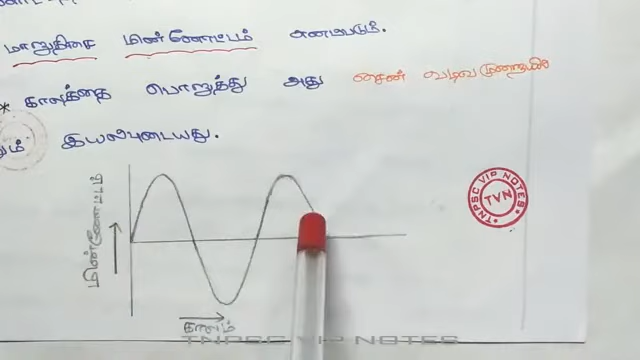 மாறுதிசை மின்னோட்டம் எனப்படும்.
* காலத்தை பொறுத்து அது சைன் வடிவ முறையில்
இயல்புடையது.
மின்னோட்டம்
காலம்
TNPSC VIP NOTES
TVN
TNPSC VIP NOTES